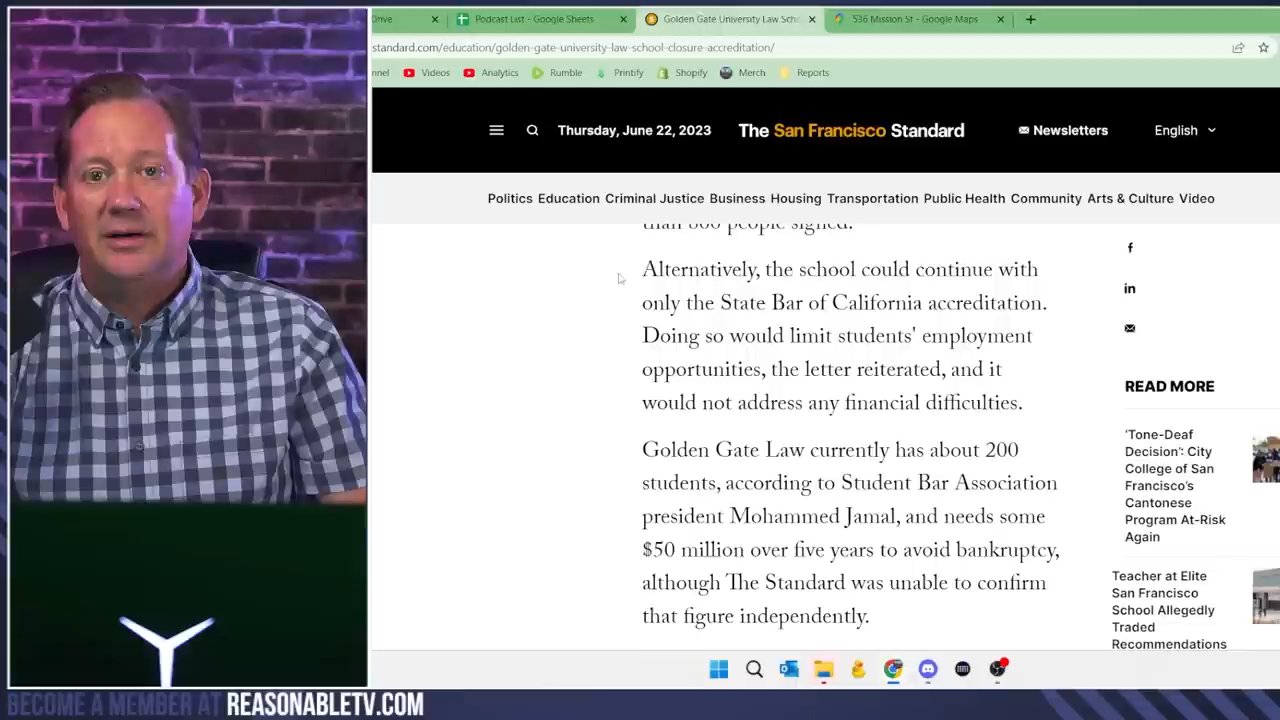 Drive
Podcast List - Google Sheets
Golden Gate University Law Scho
536 Mission St - Google Maps
standard.com/education/golden-gate-university-law-school-closure-accreditation/
nnel
Videos
Analytics
Rumble
Printify
Shopify
Merch
Reports
Thursday, June 22, 2023
The San Francisco Standard
Newsletters
English
Politics Education Criminal Justice Business Housing Transportation Public Health Community Arts & Culture Video
than 800 people signed.
Alternatively, the school could continue with
only the State Bar of California accreditation.
Doing so would limit students' employment
opportunities, the letter reiterated, and it
would not address any financial difficulties.
Golden Gate Law currently has about 200
students, according to Student Bar Association
president Mohammed Jamal, and needs some
$50 million over five years to avoid bankruptcy,
although The Standard was unable to confirm
that figure independently.
READ MORE
‘Tone-Deaf
Decision’: City
College of San
Francisco’s
Cantonese
Program At-Risk
Again
Teacher at Elite
San Francisco
School Allegedly
Traded
Recommendations
BECOME A MEMBER AT REASONABLETV.COM